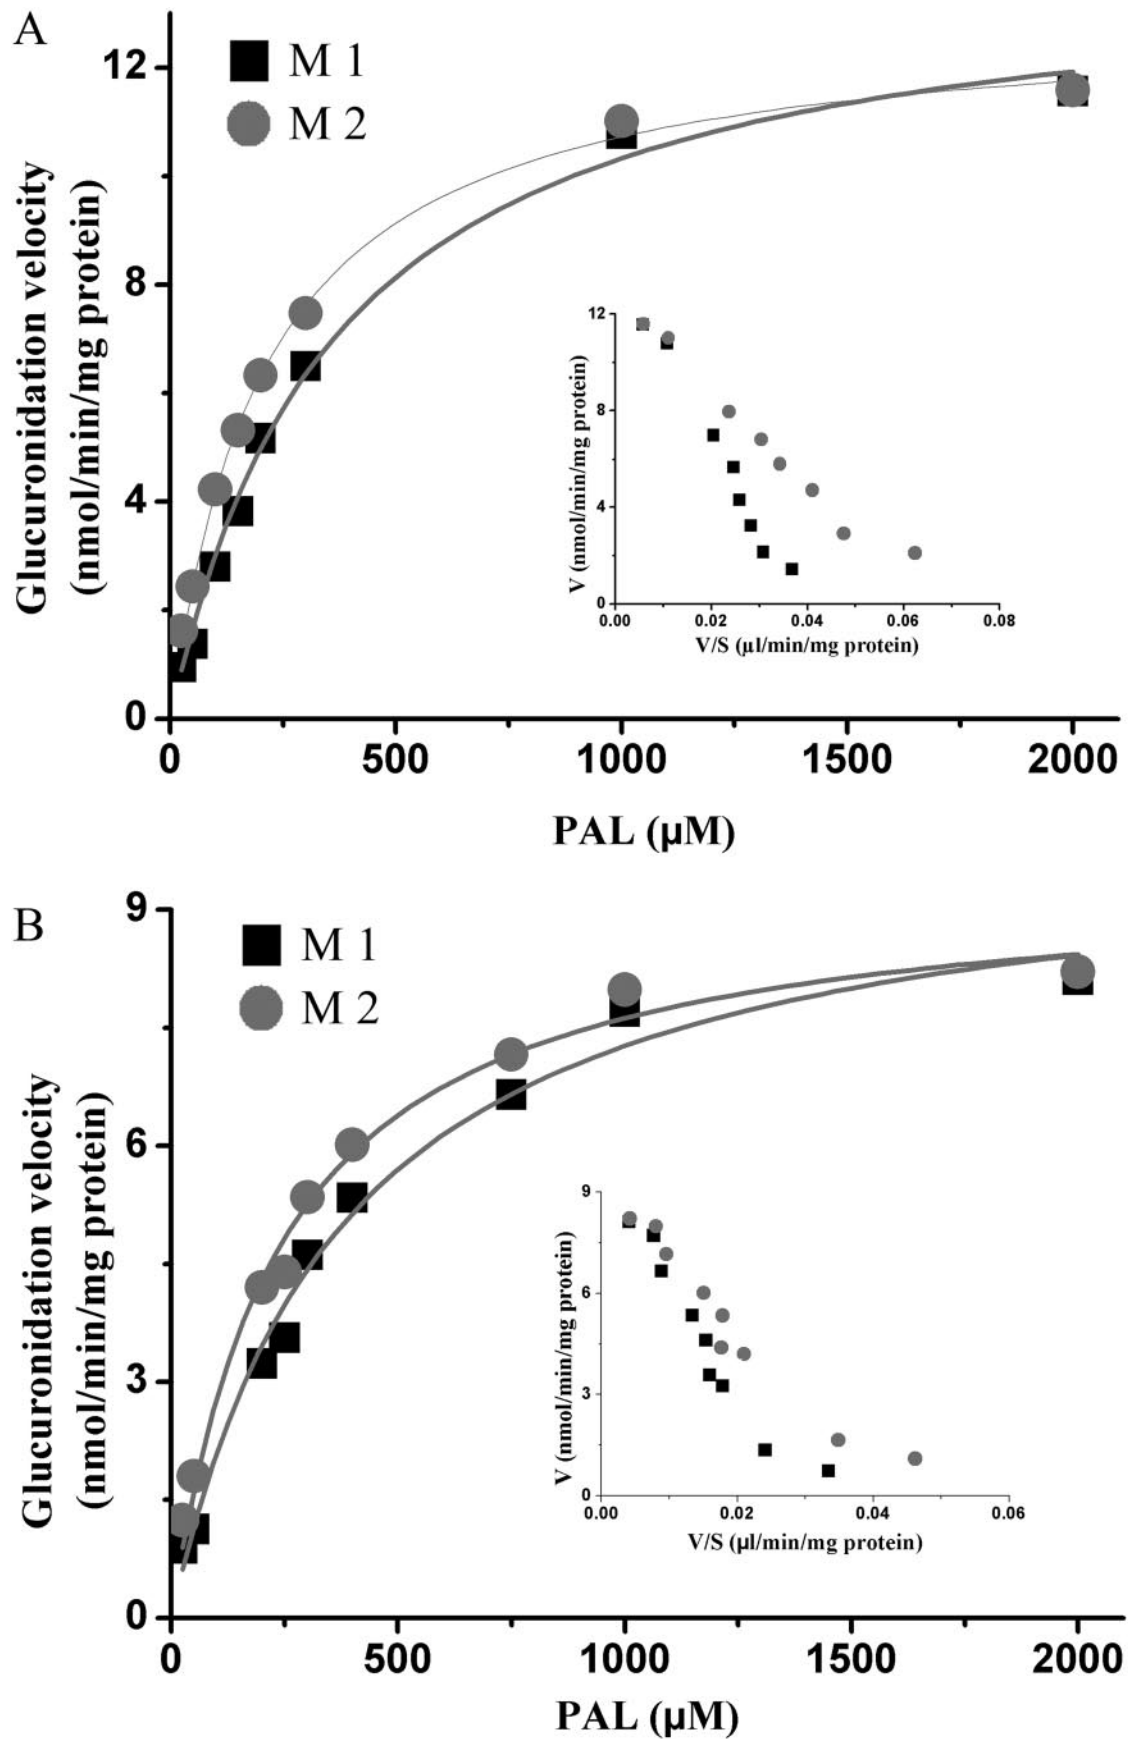 A
M 1
M 2
Glucuronidation velocity
(nmol/min/mg protein)
12
8
4
0
0 500 1000 1500 2000
PAL (µM)
V (nmol/min/mg protein)
12
8
4
0
0.00 0.02 0.04 0.06 0.08
V/S (µl/min/mg protein)
B
M 1
M 2
Glucuronidation velocity
(nmol/min/mg protein)
9
6
3
0
0 500 1000 1500 2000
PAL (µM)
V (nmol/min/mg protein)
9
6
3
0
0.00 0.02 0.04 0.06
V/S (µl/min/mg protein)